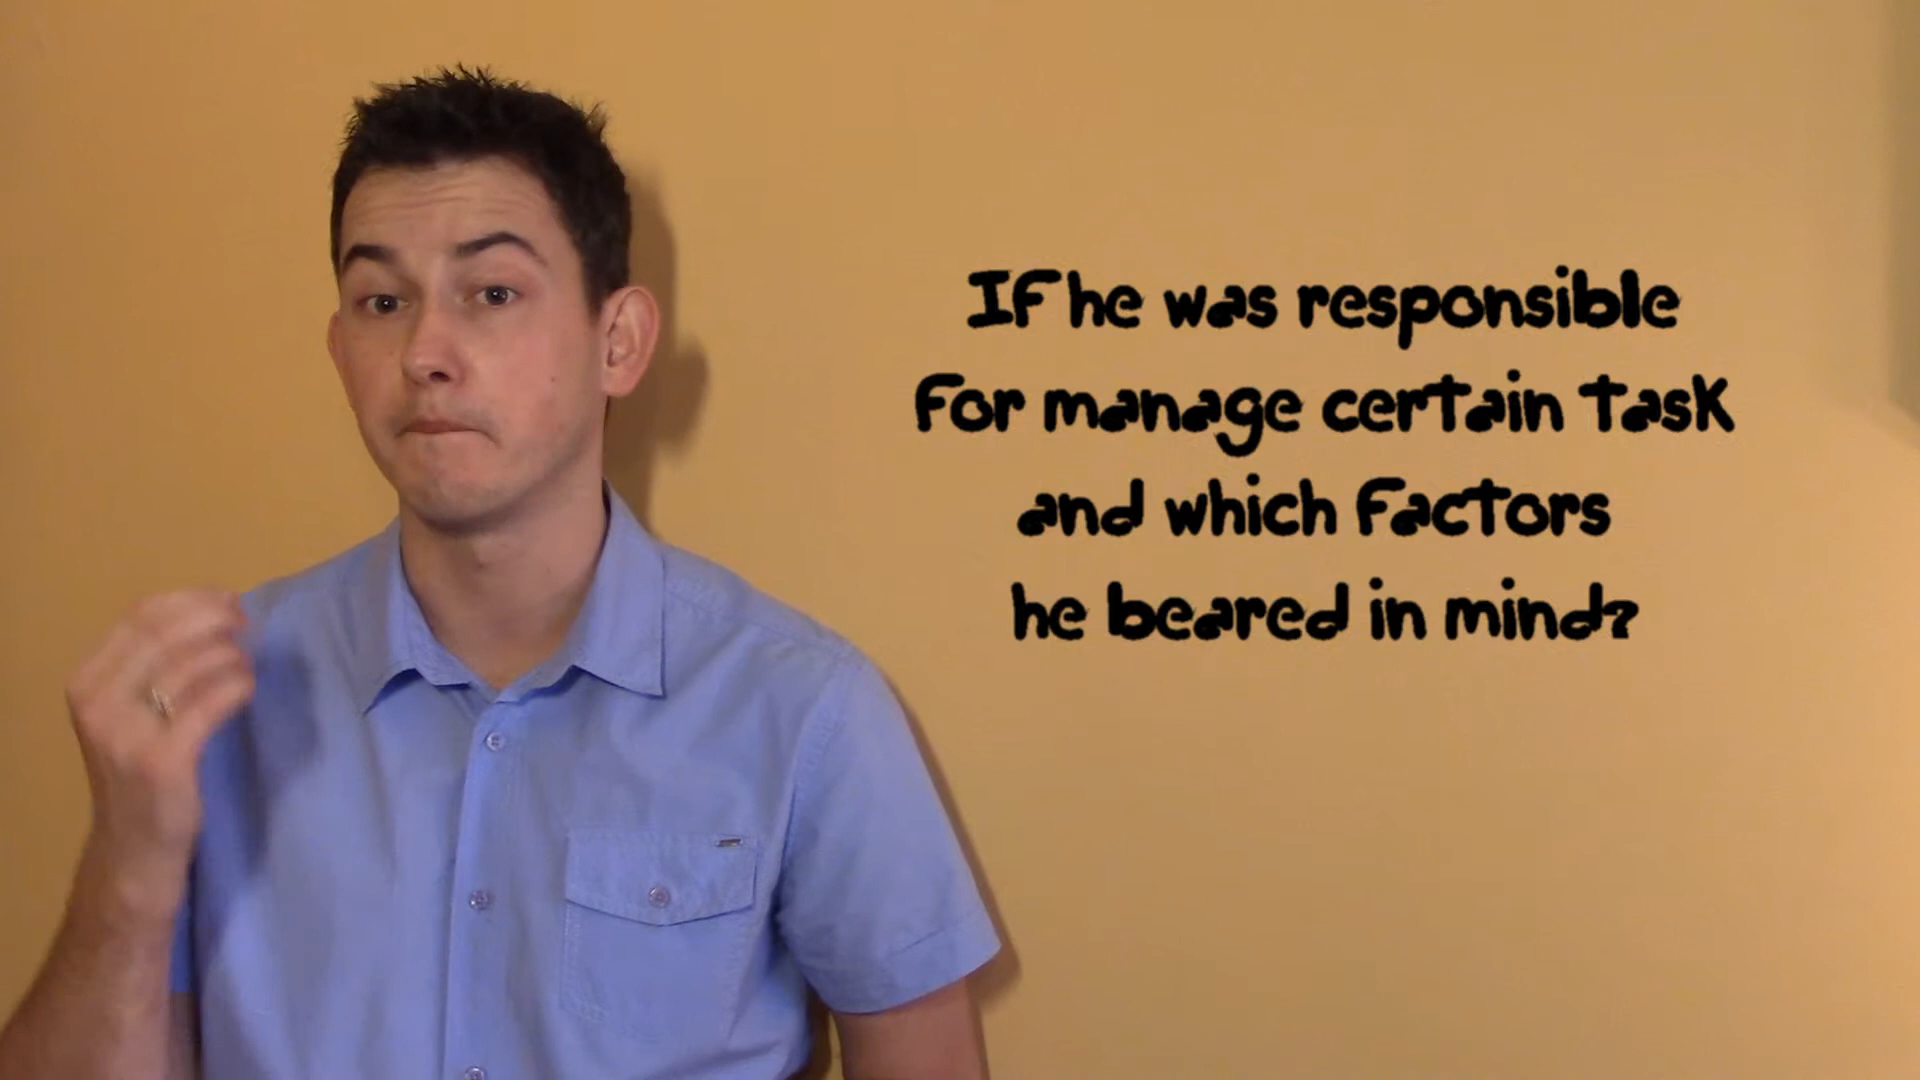 If he was responsible
for manage certain task
and which factors
he beared in mind?